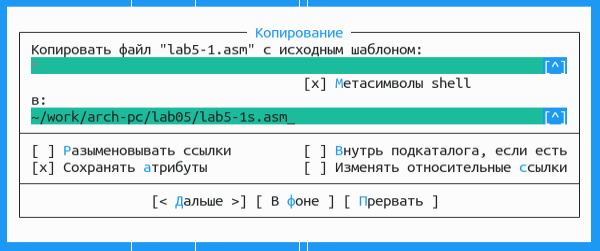 Копирование
Копировать файл "lab5-1.asm" с исходным шаблоном:
* [^]
[x] Метасимволы shell
в:
~/work/arch-pc/lab05/lab5-1s.asm_ [^]
[ ] Разыменовывать ссылки [ ] Внутрь подкаталога, если есть
[x] Сохранять атрибуты [ ] Изменять относительные ссылки
[< Дальше >] [ В фоне ] [ Прервать ]